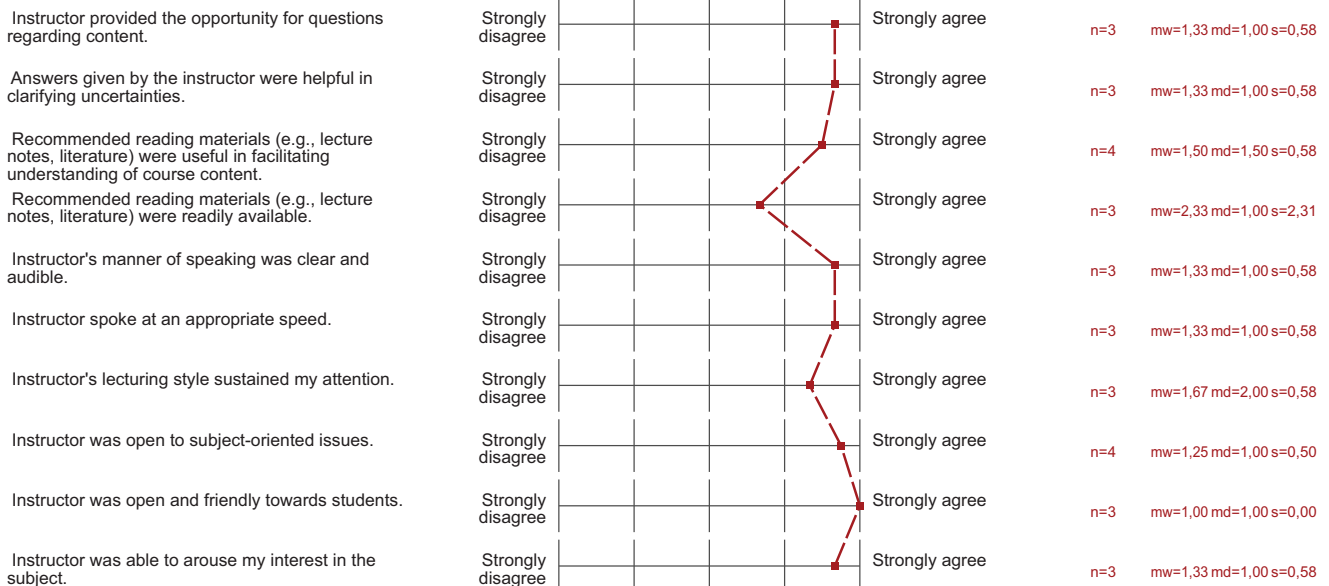 Instructor provided the opportunity for questions
regarding content.
Strongly
disagree
Strongly agree
n=3 mw=1,33 md=1,00 s=0,58
Answers given by the instructor were helpful in
clarifying uncertainties.
Strongly
disagree
Strongly agree
n=3 mw=1,33 md=1,00 s=0,58
Recommended reading materials (e.g., lecture
notes, literature) were useful in facilitating
understanding of course content.
Strongly
disagree
Strongly agree
n=4 mw=1,50 md=1,50 s=0,58
Recommended reading materials (e.g., lecture
notes, literature) were readily available.
Strongly
disagree
Strongly agree
n=3 mw=2,33 md=1,00 s=2,31
Instructor's manner of speaking was clear and
audible.
Strongly
disagree
Strongly agree
n=3 mw=1,33 md=1,00 s=0,58
Instructor spoke at an appropriate speed.
Strongly
disagree
Strongly agree
n=3 mw=1,33 md=1,00 s=0,58
Instructor's lecturing style sustained my attention.
Strongly
disagree
Strongly agree
n=3 mw=1,67 md=2,00 s=0,58
Instructor was open to subject-oriented issues.
Strongly
disagree
Strongly agree
n=4 mw=1,25 md=1,00 s=0,50
Instructor was open and friendly towards students.
Strongly
disagree
Strongly agree
n=3 mw=1,00 md=1,00 s=0,00
Instructor was able to arouse my interest in the
subject.
Strongly
disagree
Strongly agree
n=3 mw=1,33 md=1,00 s=0,58